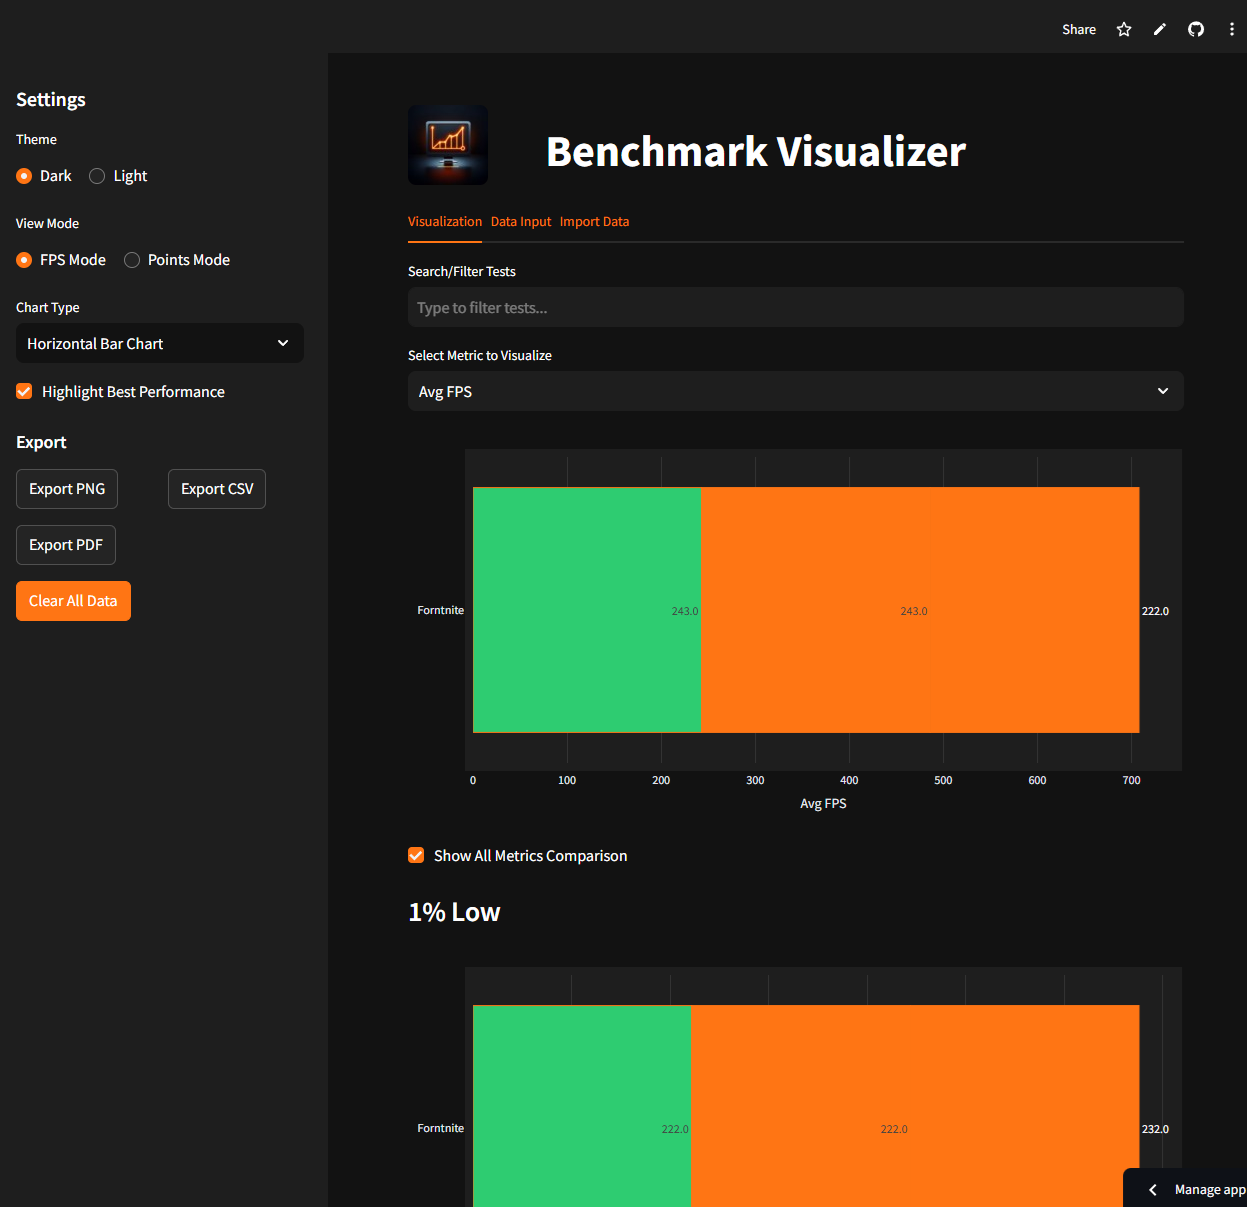 Share
Settings
Theme
Dark Light
View Mode
FPS Mode Points Mode
Chart Type
Horizontal Bar Chart
Highlight Best Performance
Export
Export PNG Export CSV
Export PDF
Clear All Data
Benchmark Visualizer
Visualization Data Input Import Data
Search/Filter Tests
Type to filter tests...
Select Metric to Visualize
Avg FPS
Forntnite 243.0 243.0 222.0
0 100 200 300 400 500 600 700
Avg FPS
Show All Metrics Comparison
1% Low
Forntnite 222.0 222.0 232.0
Manage app